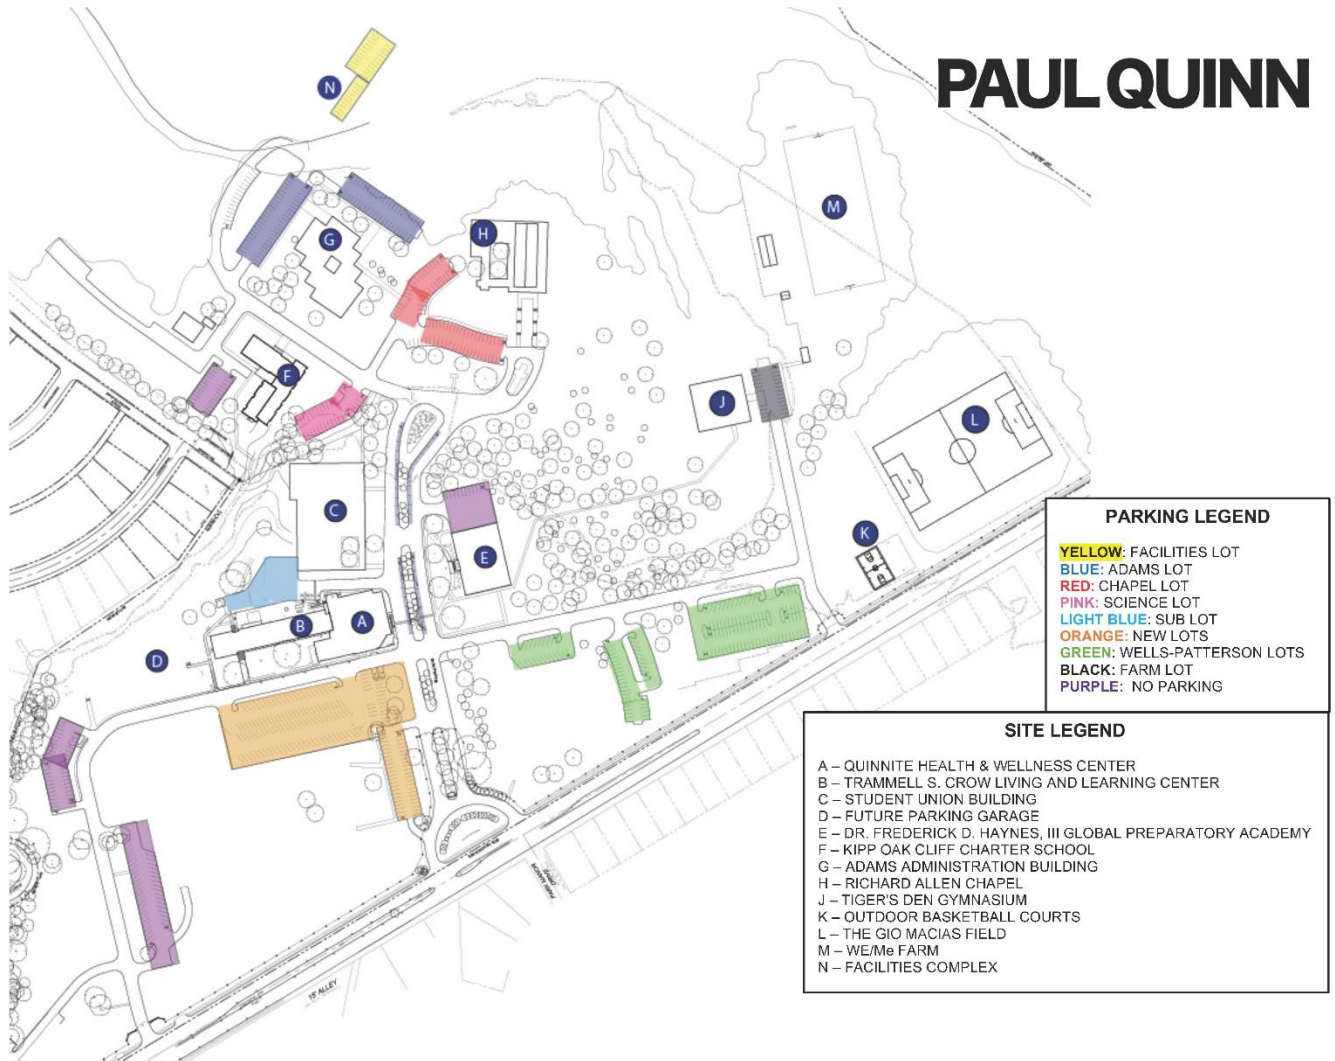 PAUL QUINN
N
M
H
G
F
J
L
C
K
E
B
A
D
PARKING LEGEND
YELLOW: FACILITIES LOT
BLUE: ADAMS LOT
RED: CHAPEL LOT
PINK: SCIENCE LOT
LIGHT BLUE: SUB LOT
ORANGE: NEW LOTS
GREEN: WELLS-PATTERSON LOTS
BLACK: FARM LOT
PURPLE: NO PARKING
SITE LEGEND
A – QUINNITE HEALTH & WELLNESS CENTER
B – TRAMMELL S. CROW LIVING AND LEARNING CENTER
C – STUDENT UNION BUILDING
D – FUTURE PARKING GARAGE
E – DR. FREDERICK D. HAYNES, III GLOBAL PREPARATORY ACADEMY
F – KIPP OAK CLIFF CHARTER SCHOOL
G – ADAMS ADMINISTRATION BUILDING
H – RICHARD ALLEN CHAPEL
J – TIGER'S DEN GYMNASIUM
K – OUTDOOR BASKETBALL COURTS
L – THE GIO MACIAS FIELD
M – WE/Me FARM
N – FACILITIES COMPLEX
15' ALLEY